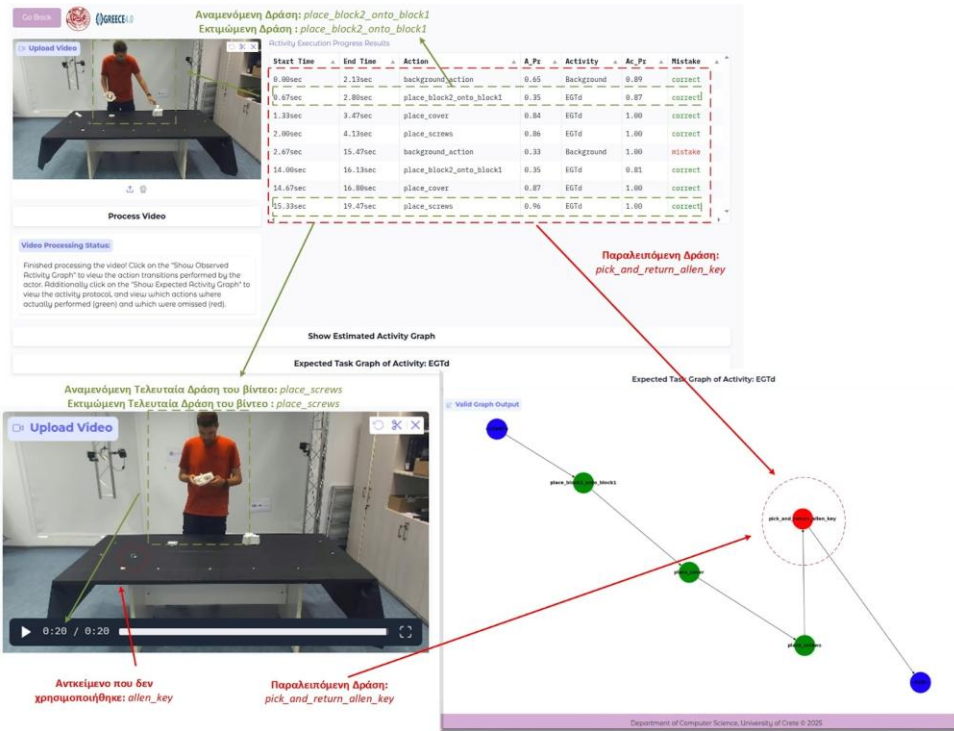 Go Back
GREECE4.0
Αναμενόμενη Δράση: place_block2_onto_block1
Εκτιμώμενη Δράση : place_block2_onto_block1
Activity Execution Progress Results
Upload Video
Start Time End Time Action A_Pr Activity Ac_Pr Mistake
0.00sec 2.13sec background_action 0.65 Background 0.89 correct
0.67sec 2.80sec place_block2_onto_block1 0.35 EGTd 0.87 correct
1.33sec 3.47sec place_cover 0.84 EGTd 1.00 correct
2.00sec 4.13sec place_screws 0.86 EGTd 1.00 correct
2.67sec 15.47sec background_action 0.33 Background 1.00 mistake
14.00sec 16.13sec place_block2_onto_block1 0.35 EGTd 0.81 correct
14.67sec 16.80sec place_cover 0.87 EGTd 1.00 correct
15.33sec 19.47sec place_screws 0.96 EGTd 1.00 correct
Process Video
Video Processing Status:
Finished processing the video! Click on the "Show Observed
Activity Graph" to view the action transitions performed by the
actor. Additionally click on the "Show Expected Activity Graph" to
view the activity protocol, and view which actions where
actually performed (green) and which were omissed (red).
Παραλειπόμενη Δράση:
pick_and_return_allen_key
Show Estimated Activity Graph
Expected Task Graph of Activity: EGTd
Αναμενόμενη Τελευταία Δράση του βίντεο: place_screws
Εκτιμώμενη Τελευταία Δράση του βίντεο : place_screws
Upload Video
0:20 / 0:20
Αντκείμενο που δεν
χρησιμοποιήθηκε: allen_key
Παραλειπόμενη Δράση:
pick_and_return_allen_key
Expected Task Graph of Activity: EGTd
Valid Graph Output
place_block2_onto_block1
pick_and_return_allen_key
place_cover
place_screws
Department of Computer Science, University of Crete © 2025